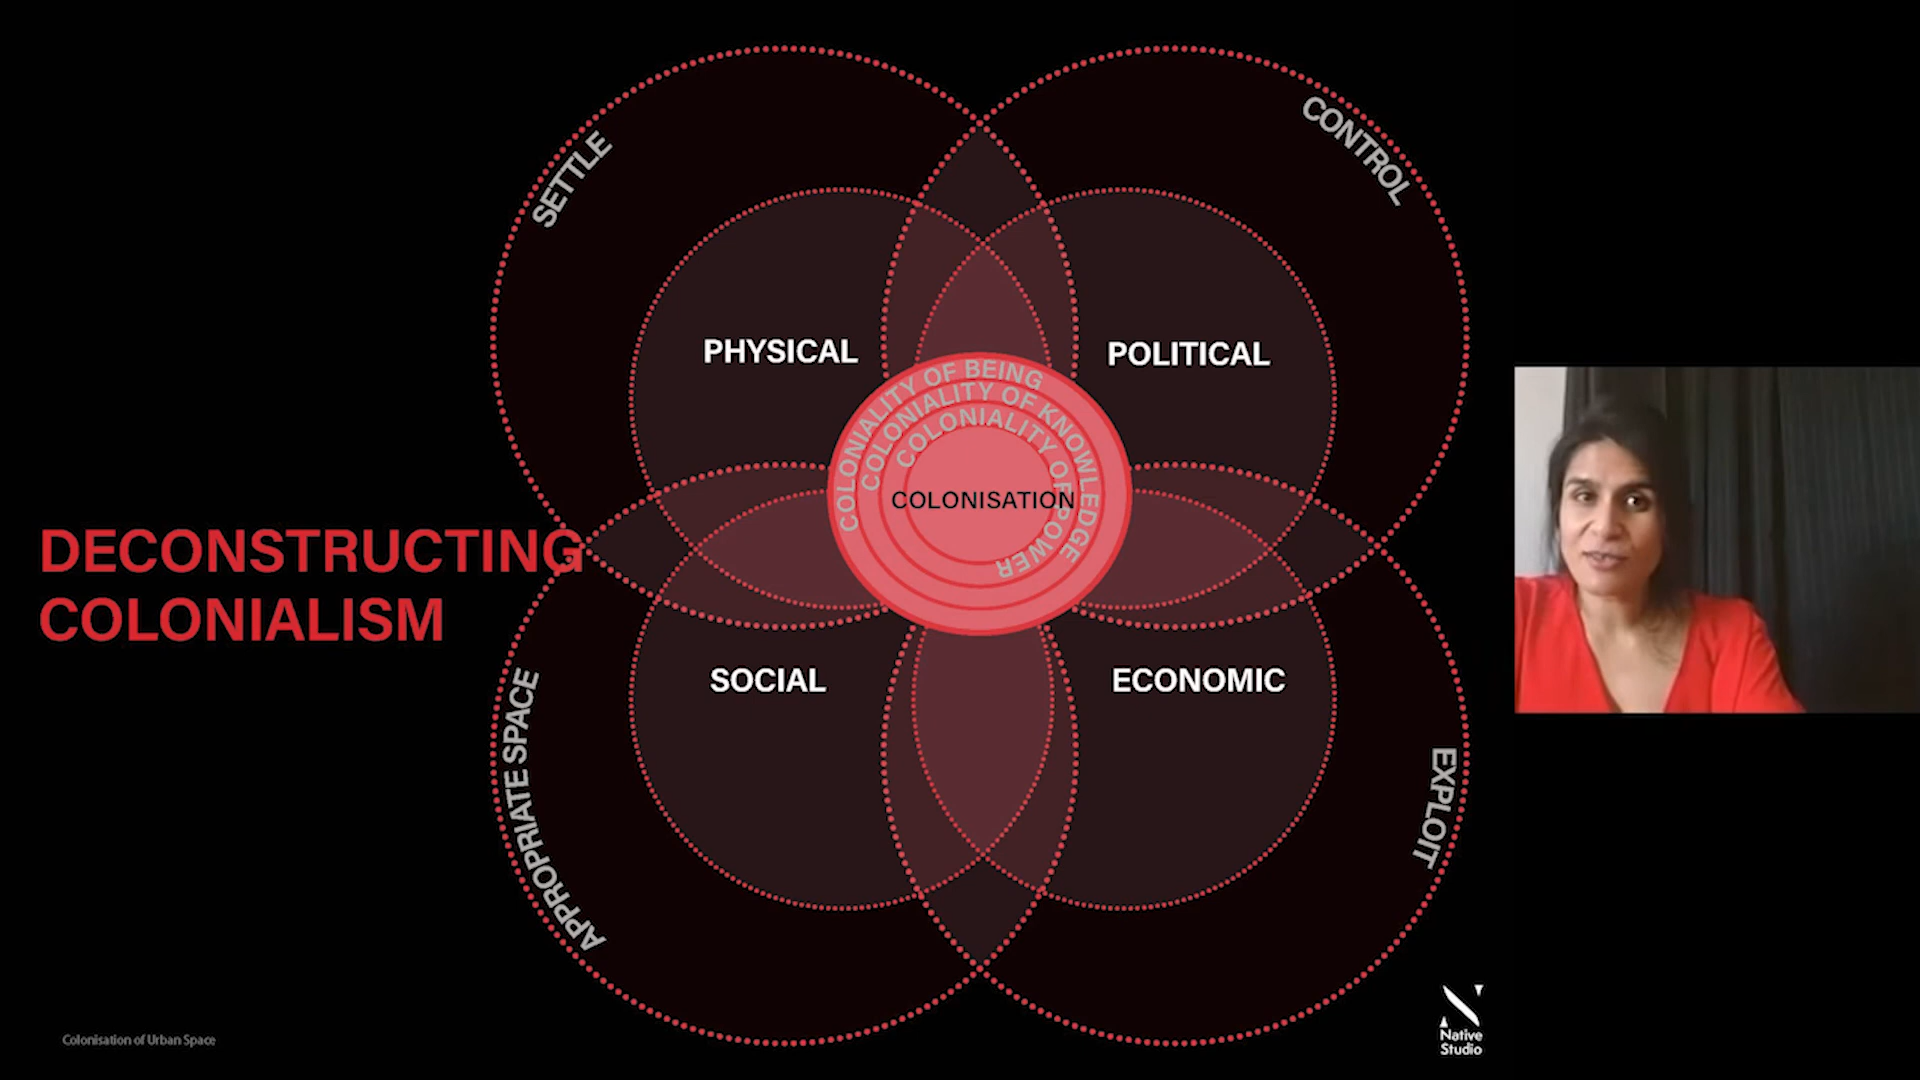 SETTLE
CONTROL
PHYSICAL
POLITICAL
COLONIALITY OF BEING
COLONIALITY OF KNOWLEDGE
COLONIALITY OF POWER
COLONISATION
DECONSTRUCTING
COLONIALISM
SOCIAL
ECONOMIC
APPROPRIATE SPACE
EXPLOIT
Colonisation of Urban Space
Native
Studio